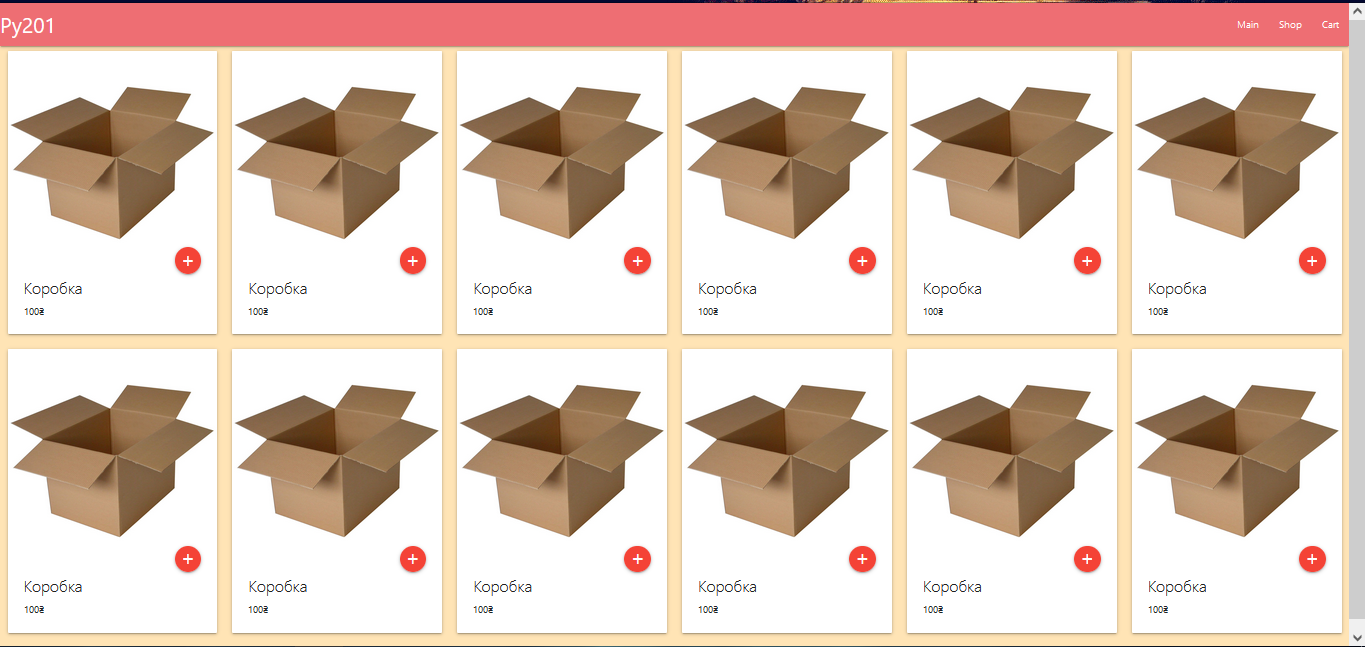 Py201
Main Shop Cart
+ + + + + +
Коробка Коробка Коробка Коробка Коробка Коробка
100₴ 100₴ 100₴ 100₴ 100₴ 100₴
+ + + + + +
Коробка Коробка Коробка Коробка Коробка Коробка
100₴ 100₴ 100₴ 100₴ 100₴ 100₴